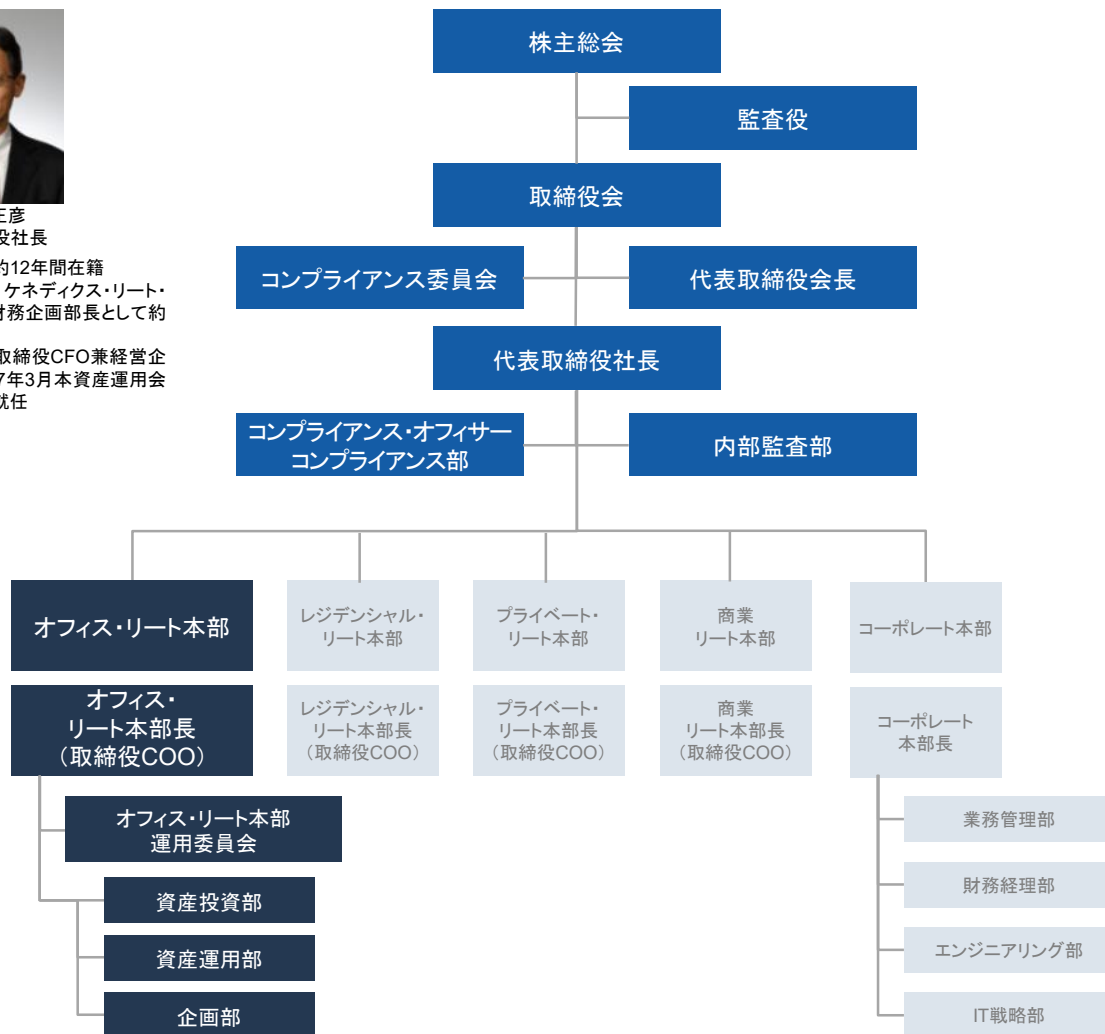 株主総会
監査役
取締役会
正彦
役社長
約12年間在籍
ケネディクス・リート・
財務企画部長として約
取締役CFO兼経営企
7年3月本資産運用会
就任
コンプライアンス委員会
代表取締役会長
代表取締役社長
コンプライアンス・オフィサー
コンプライアンス部
内部監査部
オフィス・リート本部
レジデンシャル・
リート本部
プライベート・
リート本部
商業
リート本部
コーポレート本部
オフィス・
リート本部長
（取締役COO）
レジデンシャル・
リート本部長
（取締役COO）
プライベート・
リート本部長
（取締役COO）
商業
リート本部長
（取締役COO）
コーポレート
本部長
オフィス・リート本部
運用委員会
資産投資部
資産運用部
企画部
業務管理部
財務経理部
エンジニアリング部
IT戦略部